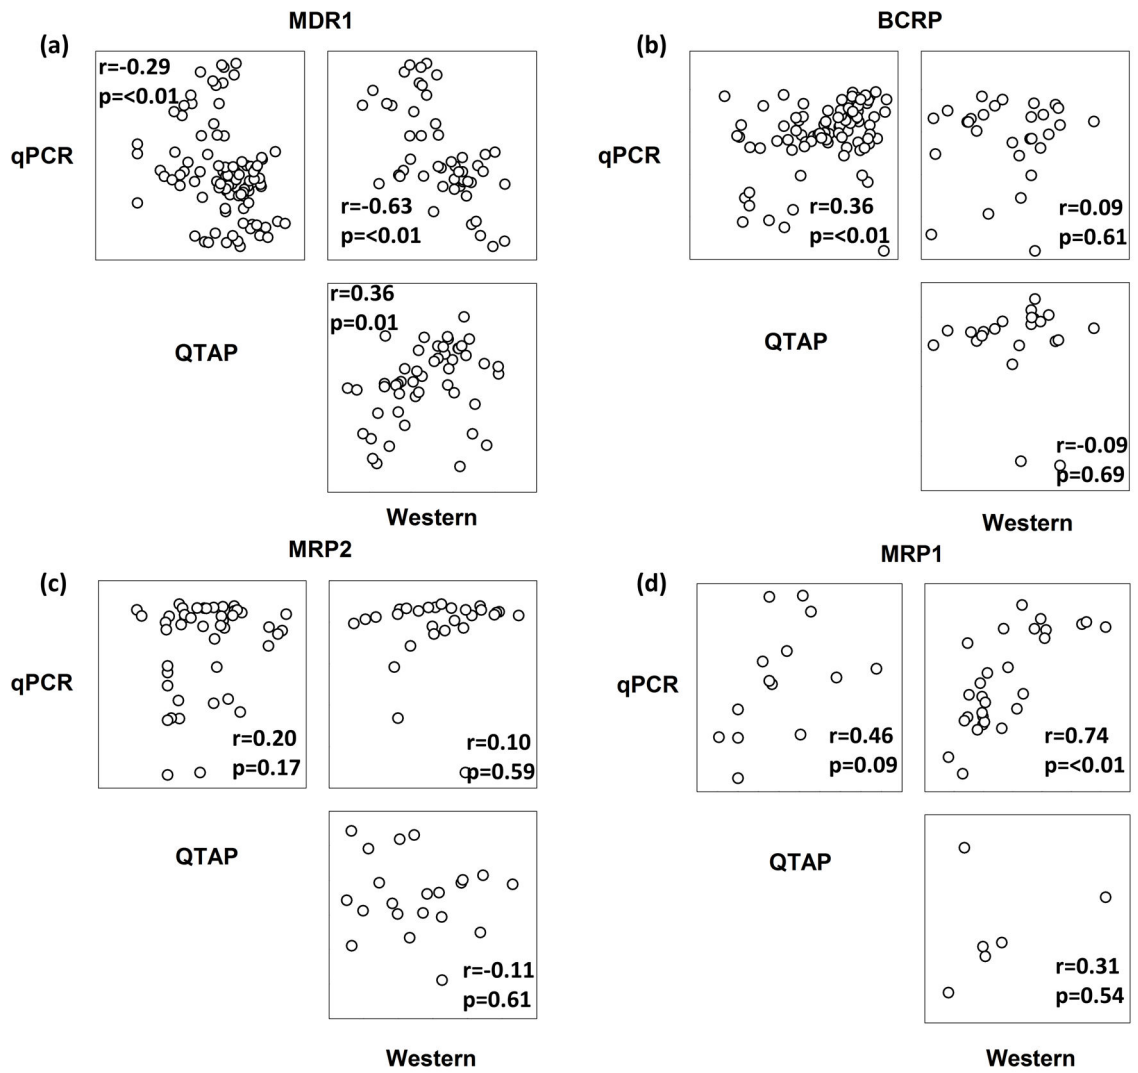 MDR1
(a)
r=-0.29
p=<0.01
qPCR
r=-0.63
p=<0.01
r=0.36
p=0.01
QTAP
Western
BCRP
(b)
qPCR
r=0.36
p=<0.01
r=0.09
p=0.61
QTAP
r=-0.09
p=0.69
Western
MRP2
(c)
qPCR
r=0.20
p=0.17
r=0.10
p=0.59
QTAP
r=-0.11
p=0.61
Western
MRP1
(d)
qPCR
r=0.46
p=0.09
r=0.74
p=<0.01
QTAP
r=0.31
p=0.54
Western